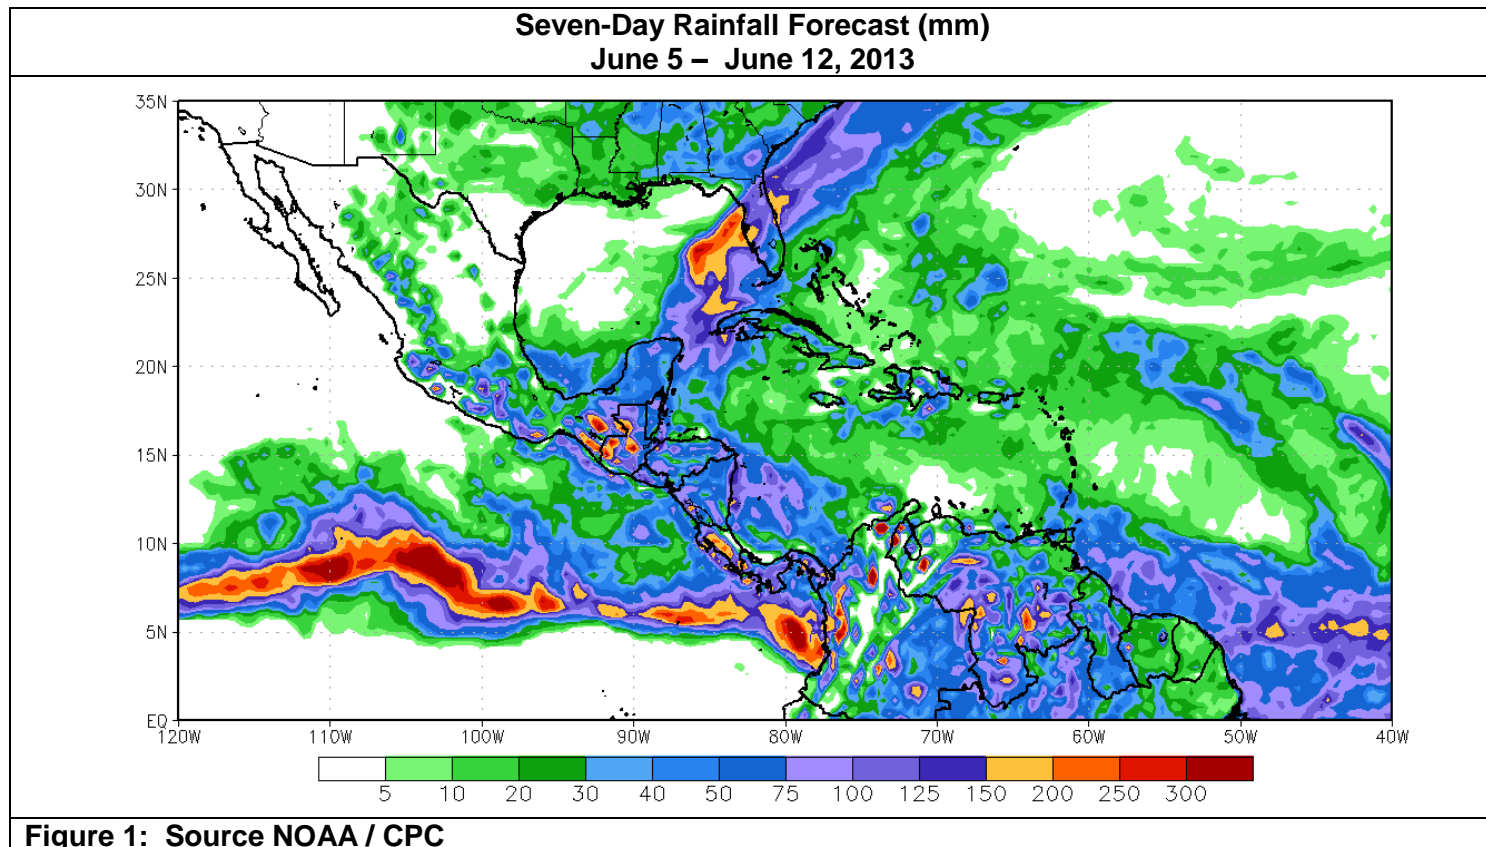 Seven-Day Rainfall Forecast (mm)
June 5 – June 12, 2013
35N
30N
25N
20N
15N
10N
5N
EQ
120W 110W 100W 90W 80W 70W 60W 50W 40W
5 10 20 30 40 50 75 100 125 150 200 250 300
Figure 1: Source NOAA / CPC